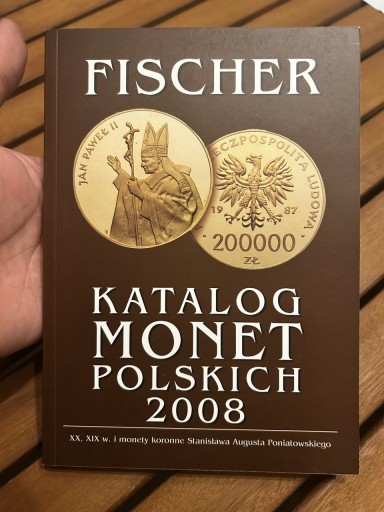 FISCHER
JAN PAWEŁ II
RZECZPOSPOLITA LUDOWA
19 87
200000
ZŁ
KATALOG
MONET
POLSKICH
2008
XX, XIX w. i monety koronne Stanisława Augusta Poniatowskiego